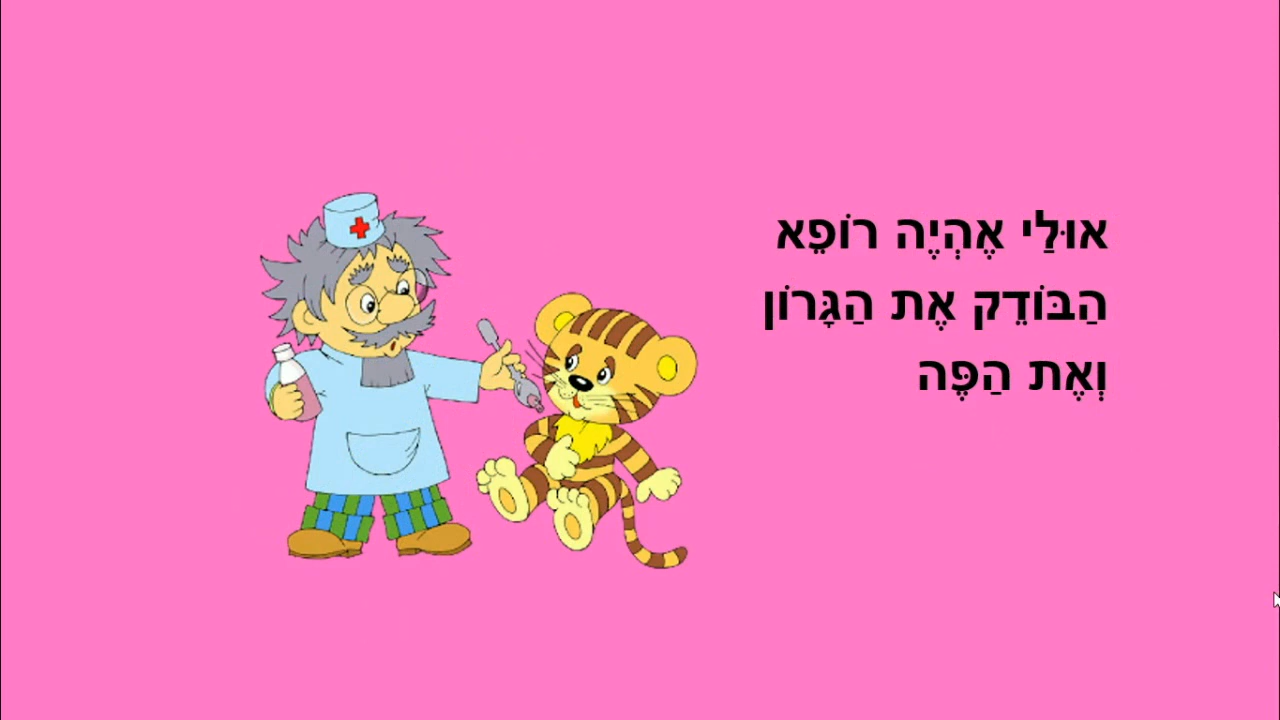 אוּלַי אֶהְיֶה רוֹפֵא
הַבּוֹדֵק אֶת הַגָּרוֹן
וְאֶת הַפֶּה